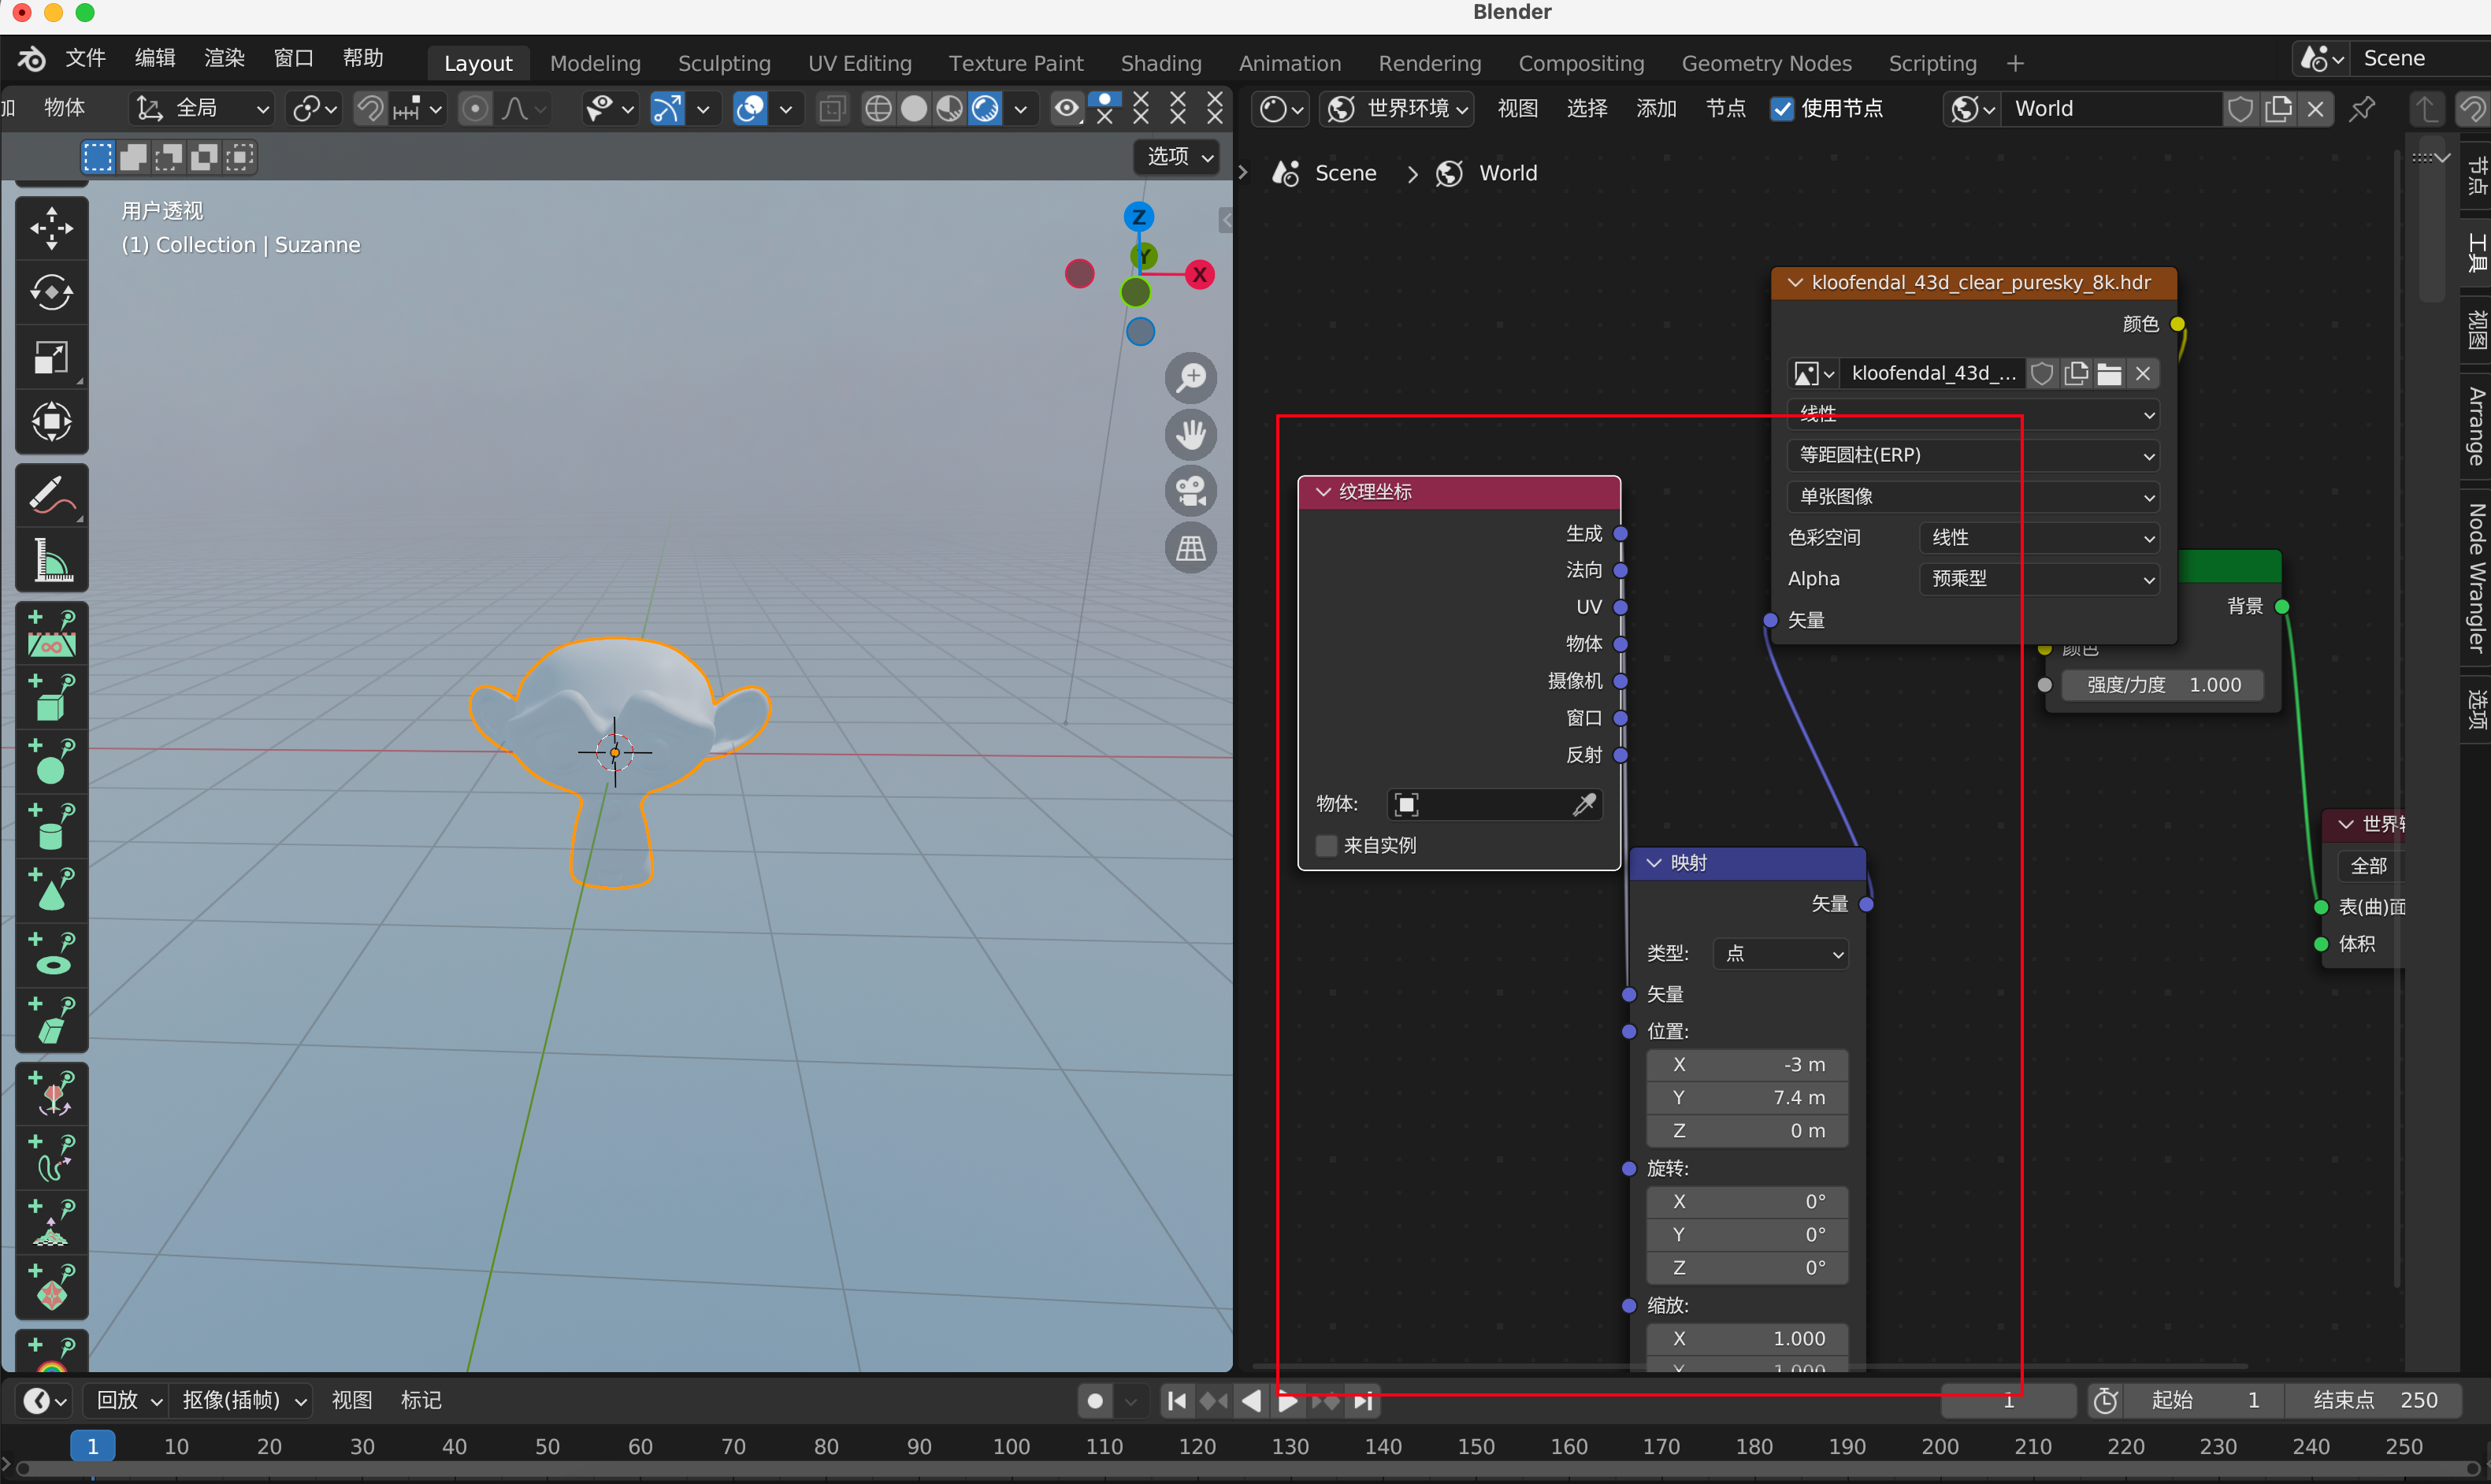 Blender
文件 编辑 渲染 窗口 帮助 Layout Modeling Sculpting UV Editing Texture Paint Shading Animation Rendering Compositing Geometry Nodes Scripting + Scene
加 物体 全局
世界环境 视图 选择 添加 节点 使用节点 World
选项
Scene > World
用户透视
(1) Collection | Suzanne
Z
Y
X
kloofendal_43d_clear_puresky_8k.hdr
颜色
kloofendal_43d_...
线性
等距圆柱(ERP)
单张图像
色彩空间 线性
Alpha 预乘型
矢量
纹理坐标
生成
法向
UV
物体
摄像机
窗口
反射
物体:
来自实例
背景
颜色
强度/力度 1.000
映射
矢量
类型: 点
矢量
位置:
X -3 m
Y 7.4 m
Z 0 m
旋转:
X 0°
Y 0°
Z 0°
缩放:
X 1.000
Y 1.000
世界
全部
表(曲)面
体积
节点
工具
视图
Arrange
Node Wrangler
选项
回放 抠像(插帧) 视图 标记
1 起始 1 结束点 250
1 10 20 30 40 50 60 70 80 90 100 110 120 130 140 150 160 170 180 190 200 210 220 230 240 250